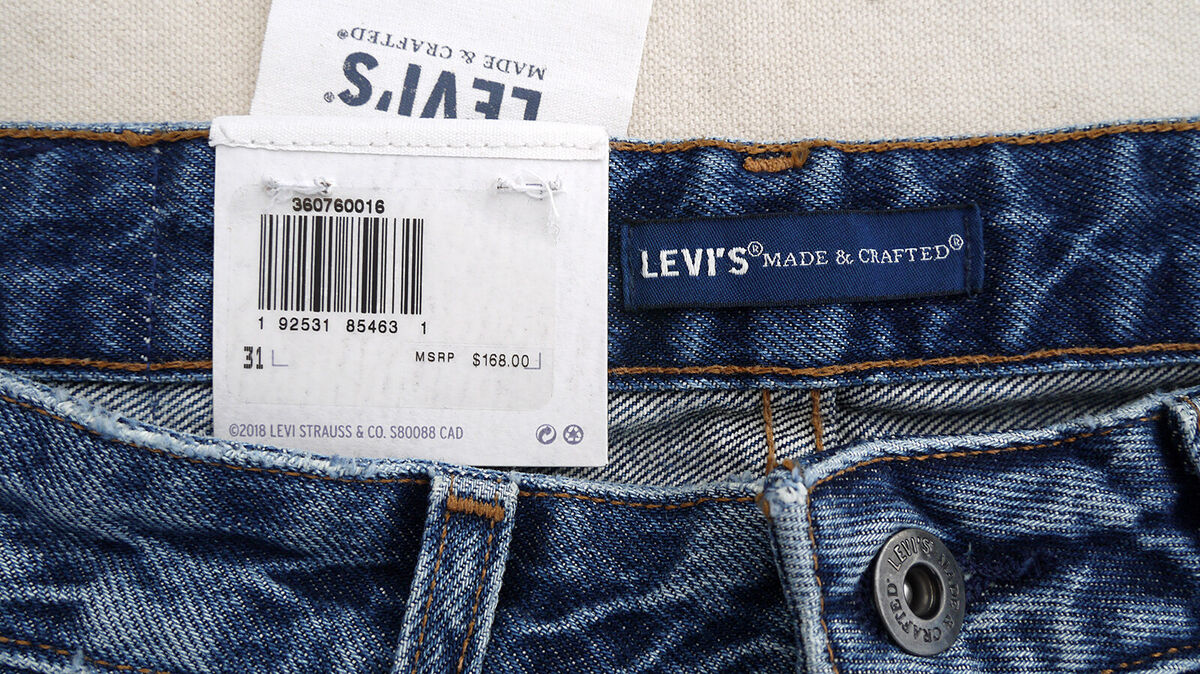 LEVI'S®
MADE & CRAFTED®
360760016
1 92531 85463 1
31 MSRP $168.00
©2018 LEVI STRAUSS & CO. S80088 CAD
LEVI'S® MADE & CRAFTED®
LEVI'S® MADE & CRAFTED®